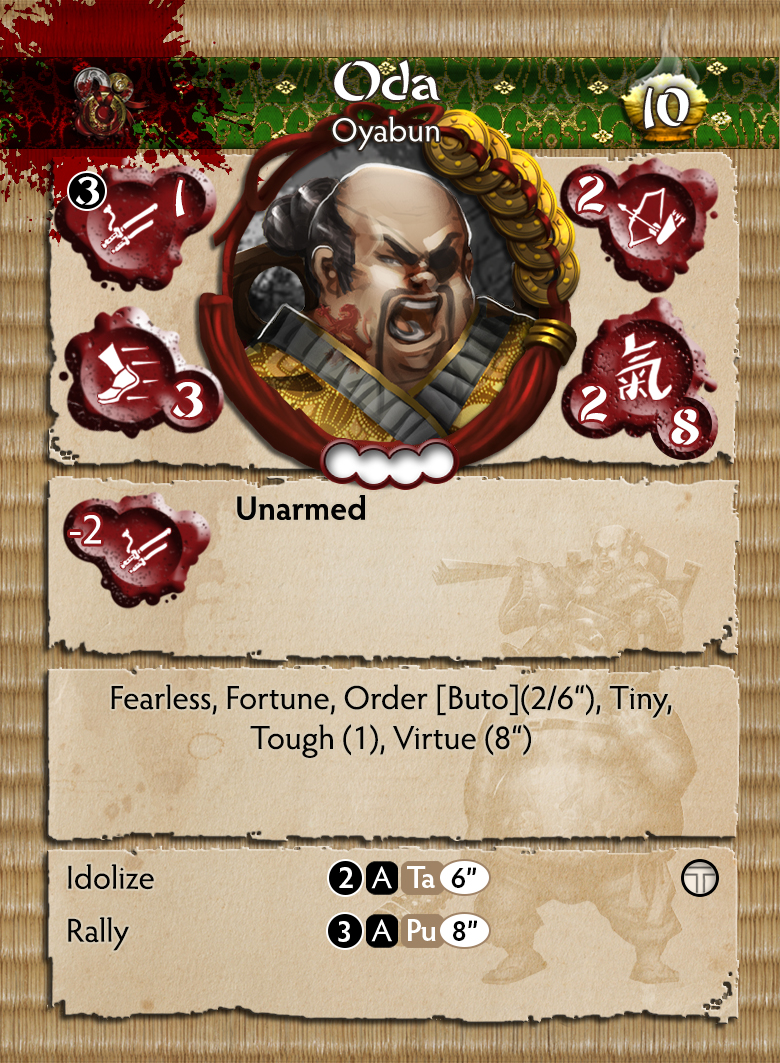 Oda
Oyabun
10
3 1
2
3
氣
2 8
-2
Unarmed
Fearless, Fortune, Order [Buto](2/6“), Tiny,
Tough (1), Virtue (8“)
Idolize 2 A Ta 6”
Rally 3 A Pu 8”